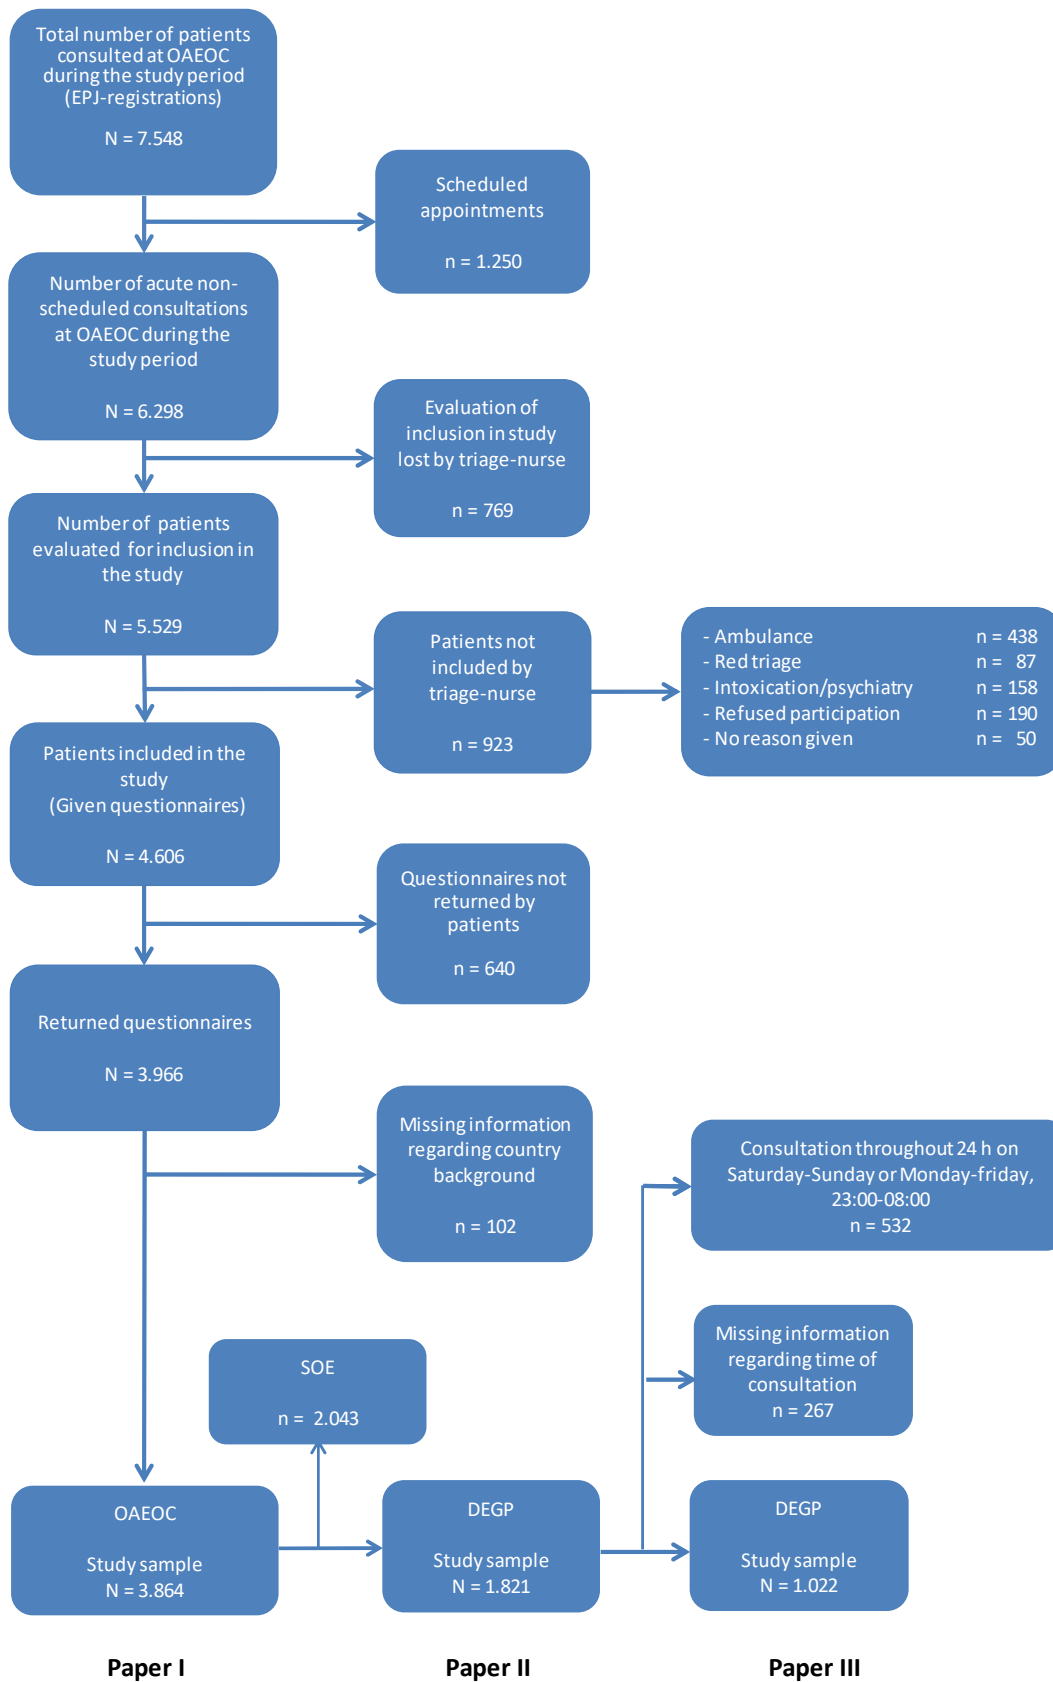 Total number of patients
consulted at OAEOC
during the study period
(EPJ-registrations)
N = 7.548
Scheduled
appointments
n = 1.250
Number of acute non-
scheduled consultations
at OAEOC during the
study period
N = 6.298
Evaluation of
inclusion in study
lost by triage-nurse
n = 769
Number of patients
evaluated for inclusion in
the study
N = 5.529
Patients not
included by
triage-nurse
n = 923
- Ambulance n = 438
- Red triage n = 87
- Intoxication/psychiatry n = 158
- Refused participation n = 190
- No reason given n = 50
Patients included in the
study
(Given questionnaires)
N = 4.606
Questionnaires not
returned by
patients
n = 640
Returned questionnaires
N = 3.966
Missing information
regarding country
background
n = 102
Consultation throughout 24 h on
Saturday-Sunday or Monday-friday,
23:00-08:00
n = 532
Missing information
regarding time of
consultation
n = 267
SOE
n = 2.043
OAEOC
Study sample
N = 3.864
DEGP
Study sample
N = 1.821
DEGP
Study sample
N = 1.022
Paper I
Paper II
Paper III